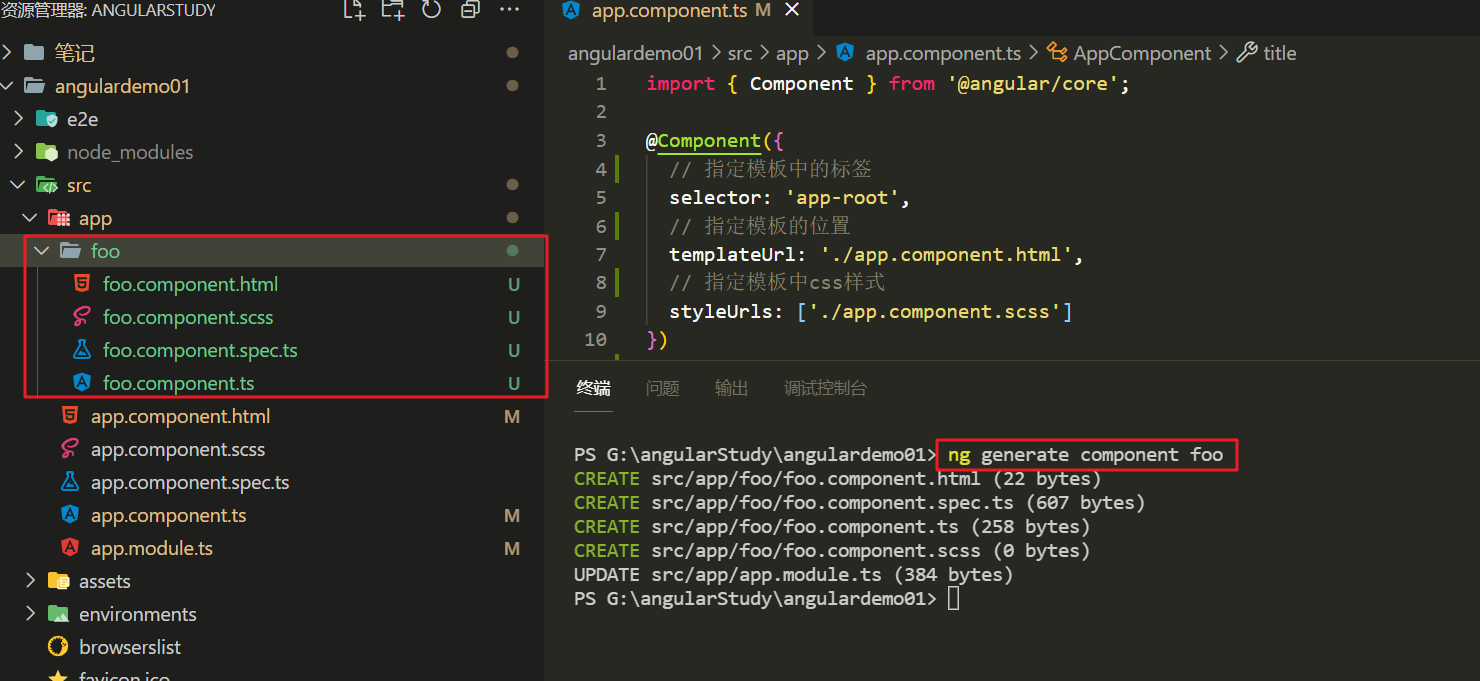 资源管理器: ANGULARSTUDY
笔记
angulardemo01
e2e
node_modules
src
app
foo
foo.component.html U
foo.component.scss U
foo.component.spec.ts U
foo.component.ts U
app.component.html M
app.component.scss
app.component.spec.ts
app.component.ts M
app.module.ts M
assets
environments
browserslist
favicon.ico
app.component.ts M
angulardemo01 > src > app > app.component.ts > AppComponent > title
1 import { Component } from '@angular/core';
2
3 @Component({
4 // 指定模板中的标签
5 selector: 'app-root',
6 // 指定模板的位置
7 templateUrl: './app.component.html',
8 // 指定模板中css样式
9 styleUrls: ['./app.component.scss']
10 })
终端 问题 输出 调试控制台
PS G:\angularStudy\angulardemo01> ng generate component foo
CREATE src/app/foo/foo.component.html (22 bytes)
CREATE src/app/foo/foo.component.spec.ts (607 bytes)
CREATE src/app/foo/foo.component.ts (258 bytes)
CREATE src/app/foo/foo.component.scss (0 bytes)
UPDATE src/app/app.module.ts (384 bytes)
PS G:\angularStudy\angulardemo01>